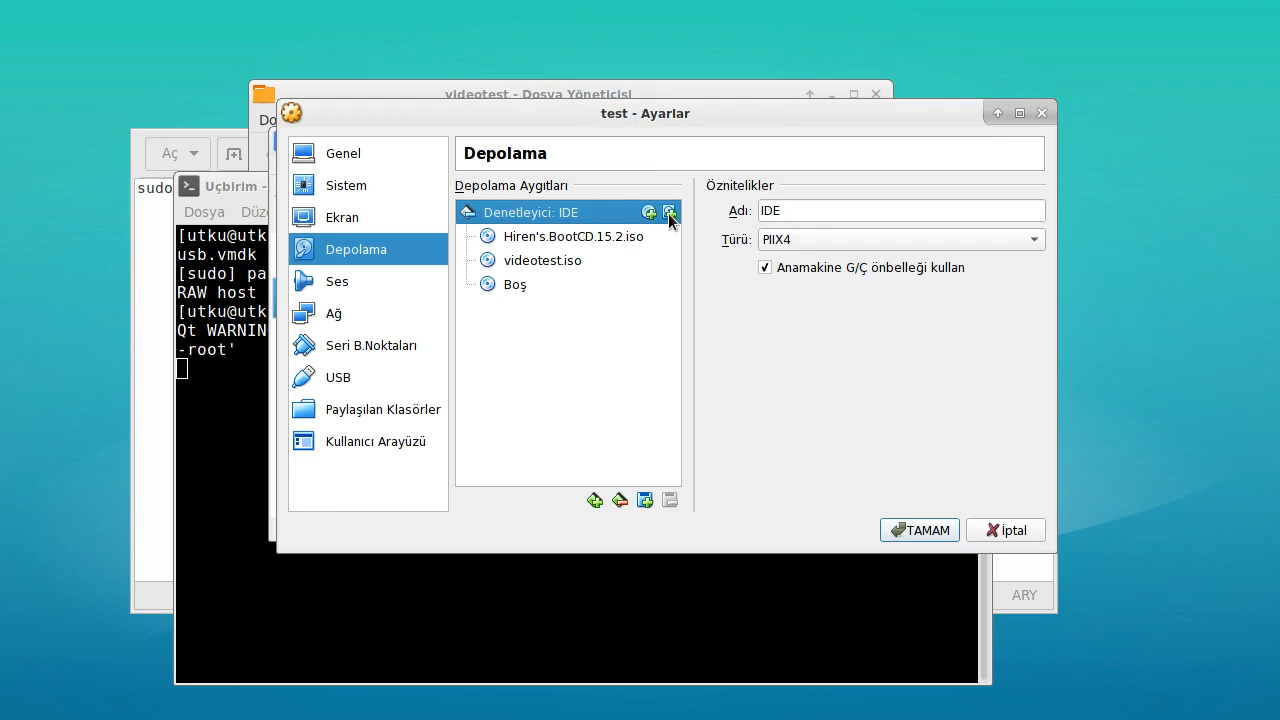 videotest - Dosya Yöneticisi
Do
test - Ayarlar
Aç
sudo
Uçbirim -
Dosya Düz
[utku@utk
usb.vmdk
[sudo] pa
RAW host
[utku@utk
Qt WARNIN
-root'
Genel
Sistem
Ekran
Depolama
Ses
Ağ
Seri B.Noktaları
USB
Paylaşılan Klasörler
Kullanıcı Arayüzü
Depolama
Depolama Aygıtları
Denetleyici: IDE
Hiren's.BootCD.15.2.iso
videotest.iso
Boş
Öznitelikler
Adı: IDE
Türü: PIIX4
Anamakine G/Ç önbelleği kullan
TAMAM
İptal
ARY